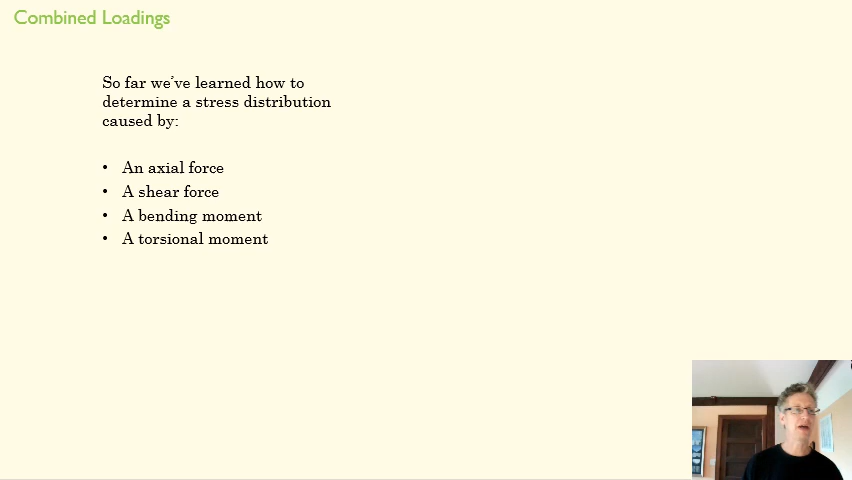 Combined Loadings
So far we've learned how to
determine a stress distribution
caused by:
• An axial force
• A shear force
• A bending moment
• A torsional moment